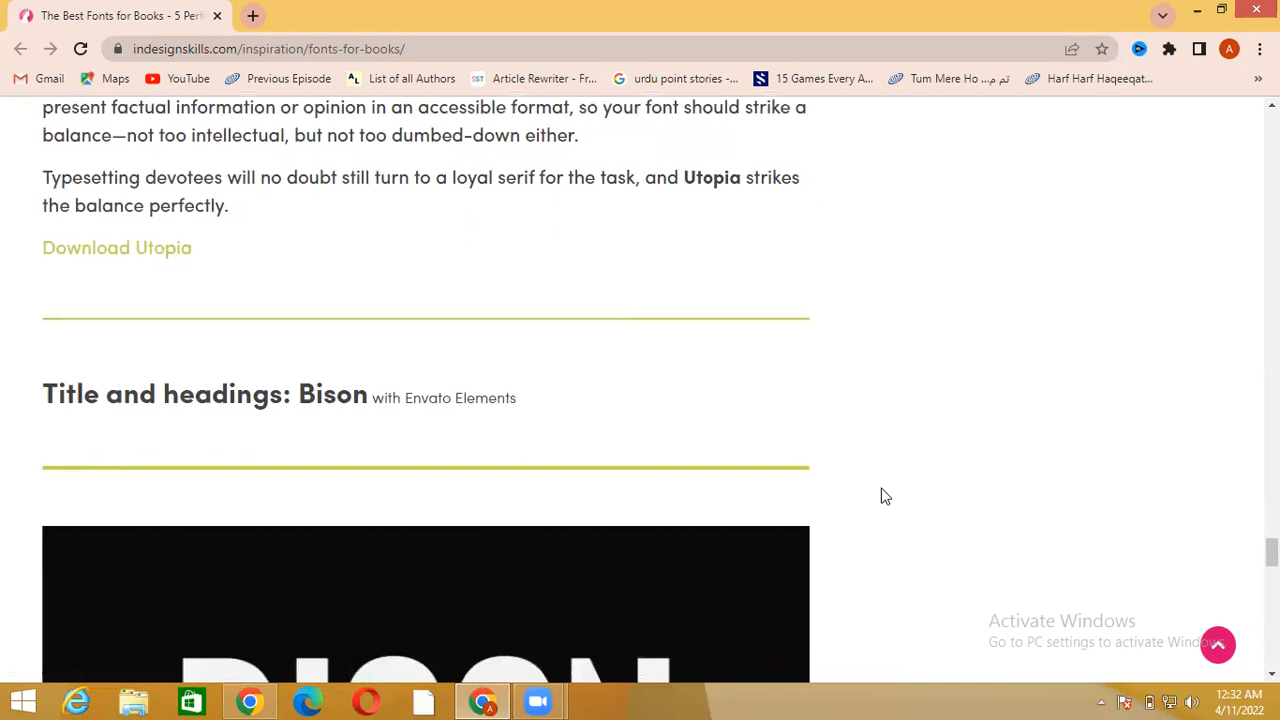 The Best Fonts for Books - 5 Perf
indesignskills.com/inspiration/fonts-for-books/
A
Gmail
Maps
YouTube
Previous Episode
AL
List of all Authors
SST
Article Rewriter - Fr...
urdu point stories -...
15 Games Every A...
Tum Mere Ho ... تم م
Harf Harf Haqeeqat...
»
present factual information or opinion in an accessible format, so your font should strike a
balance—not too intellectual, but not too dumbed-down either.
Typesetting devotees will no doubt still turn to a loyal serif for the task, and Utopia strikes
the balance perfectly.
Download Utopia
Title and headings: Bison with Envato Elements
BISON
Activate Windows
Go to PC settings to activate Windows.
12:32 AM
4/11/2022